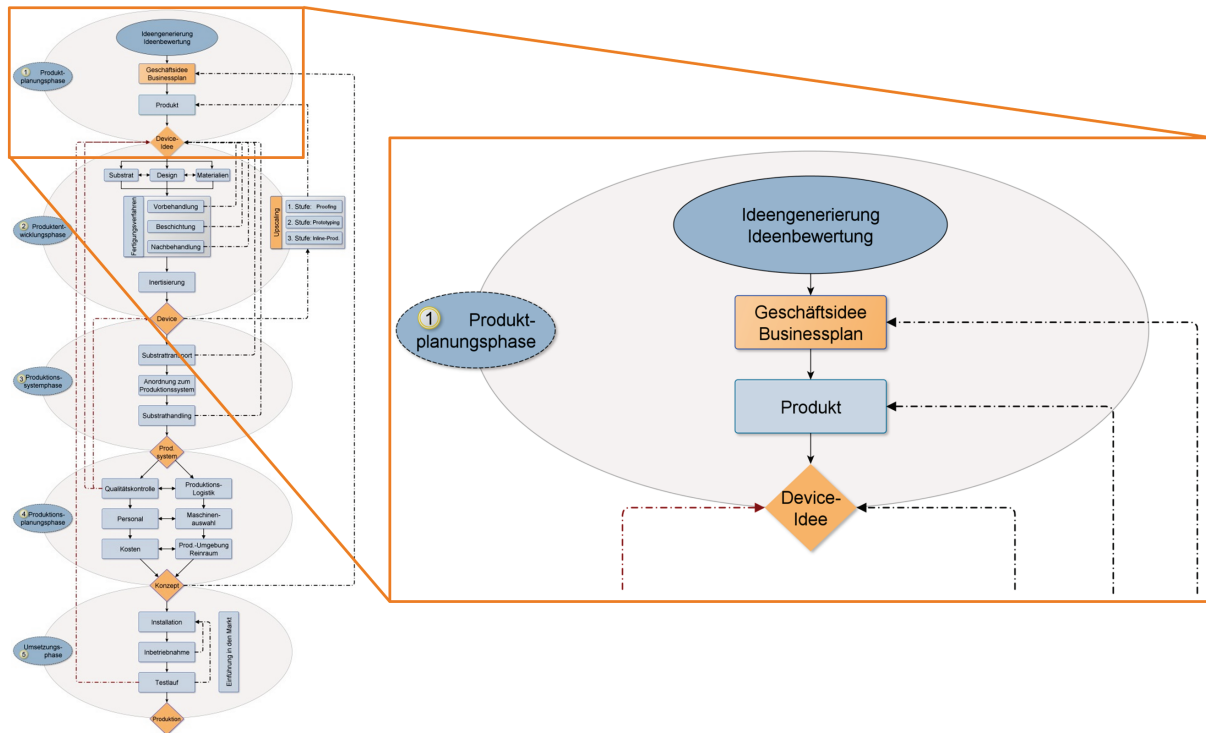 Ideengenerierung
ideenbewertung
1 Produkt-
planungsphase
Geschäftsidee
Businessplan
Produkt
Device-
Idee
Substrat
Design
Materialien
2 Produktent-
wicklungsphase
Fertigungsverfahren
Vorbehandlung
Beschichtung
Nachbehandlung
Upscaling
1. Stufe: Proofing
2. Stufe: Prototyping
3. Stufe: Inline-Prod.
Inertisierung
Device
3 Produktions-
systemphase
Substrattransport
Anordnung zum
Produktionssystem
Substrathandling
Prod.
system
4 Produktions-
planungsphase
Qualitätskontrolle
Produktions-
Logistik
Personal
Maschinen-
auswahl
Kosten
Prod.-Umgebung
Reinraum
Konzept
Umsetzungs-
5 phase
Installation
Inbetriebnahme
Testlauf
Einführung in den Markt
Produktion
Ideengenerierung
Ideenbewertung
1 Produkt-
planungsphase
Geschäftsidee
Businessplan
Produkt
Device-
Idee